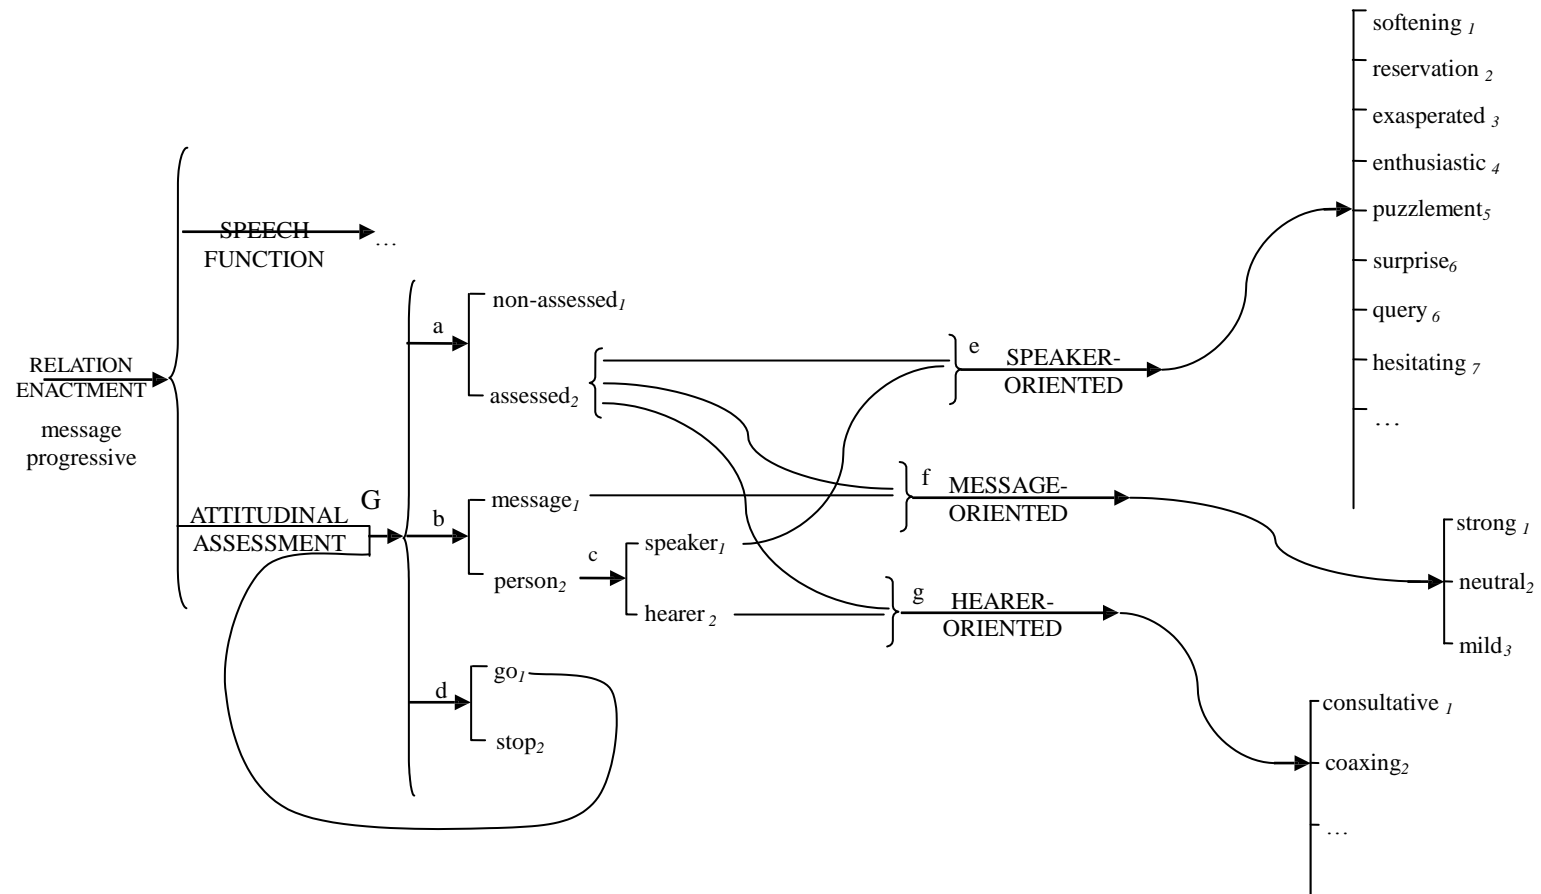 softening 1
reservation 2
exasperated 3
enthusiastic 4
puzzlement5
surprise6
query 6
hesitating 7
…
SPEECH
FUNCTION
…
RELATION
ENACTMENT
message
progressive
G
ATTITUDINAL
ASSESSMENT
a
non-assessed1
assessed2
b
message1
person2
c
speaker1
hearer 2
d
go1
stop2
e
SPEAKER-
ORIENTED
f
MESSAGE-
ORIENTED
g
HEARER-
ORIENTED
strong 1
neutral2
mild3
consultative 1
coaxing2
…